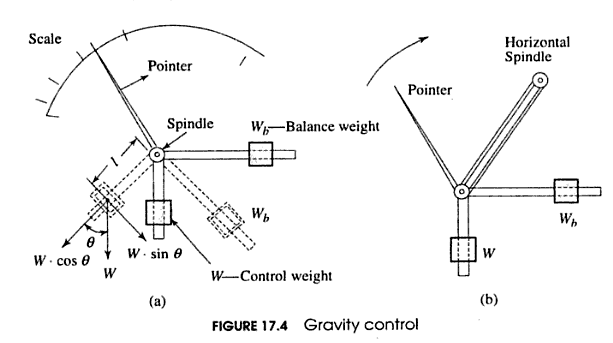 Scale
Pointer
Spindle
W_b—Balance weight
l
W_b
θ
W · cos θ
W
W · sin θ
W—Control weight
(a)
Horizontal
Spindle
Pointer
W_b
W
(b)
FIGURE 17.4 Gravity control